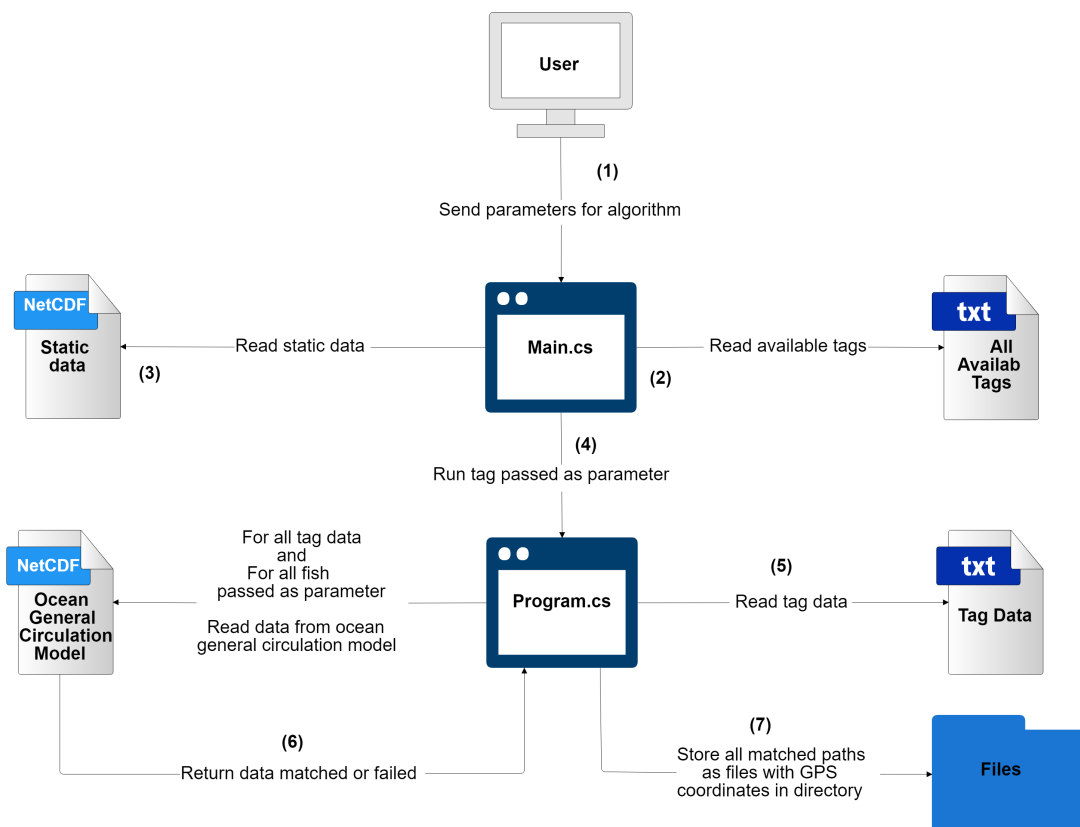 User
(1)
Send parameters for algorithm
NetCDF
Static
data
Read static data
(3)
Main.cs
Read available tags
(2)
txt
All
Availab
Tags
(4)
Run tag passed as parameter
For all tag data
and
For all fish
passed as parameter
Read data from ocean
general circulation model
NetCDF
Ocean
General
Circulation
Model
Program.cs
(5)
Read tag data
txt
Tag Data
(6)
Return data matched or failed
(7)
Store all matched paths
as files with GPS
coordinates in directory
Files